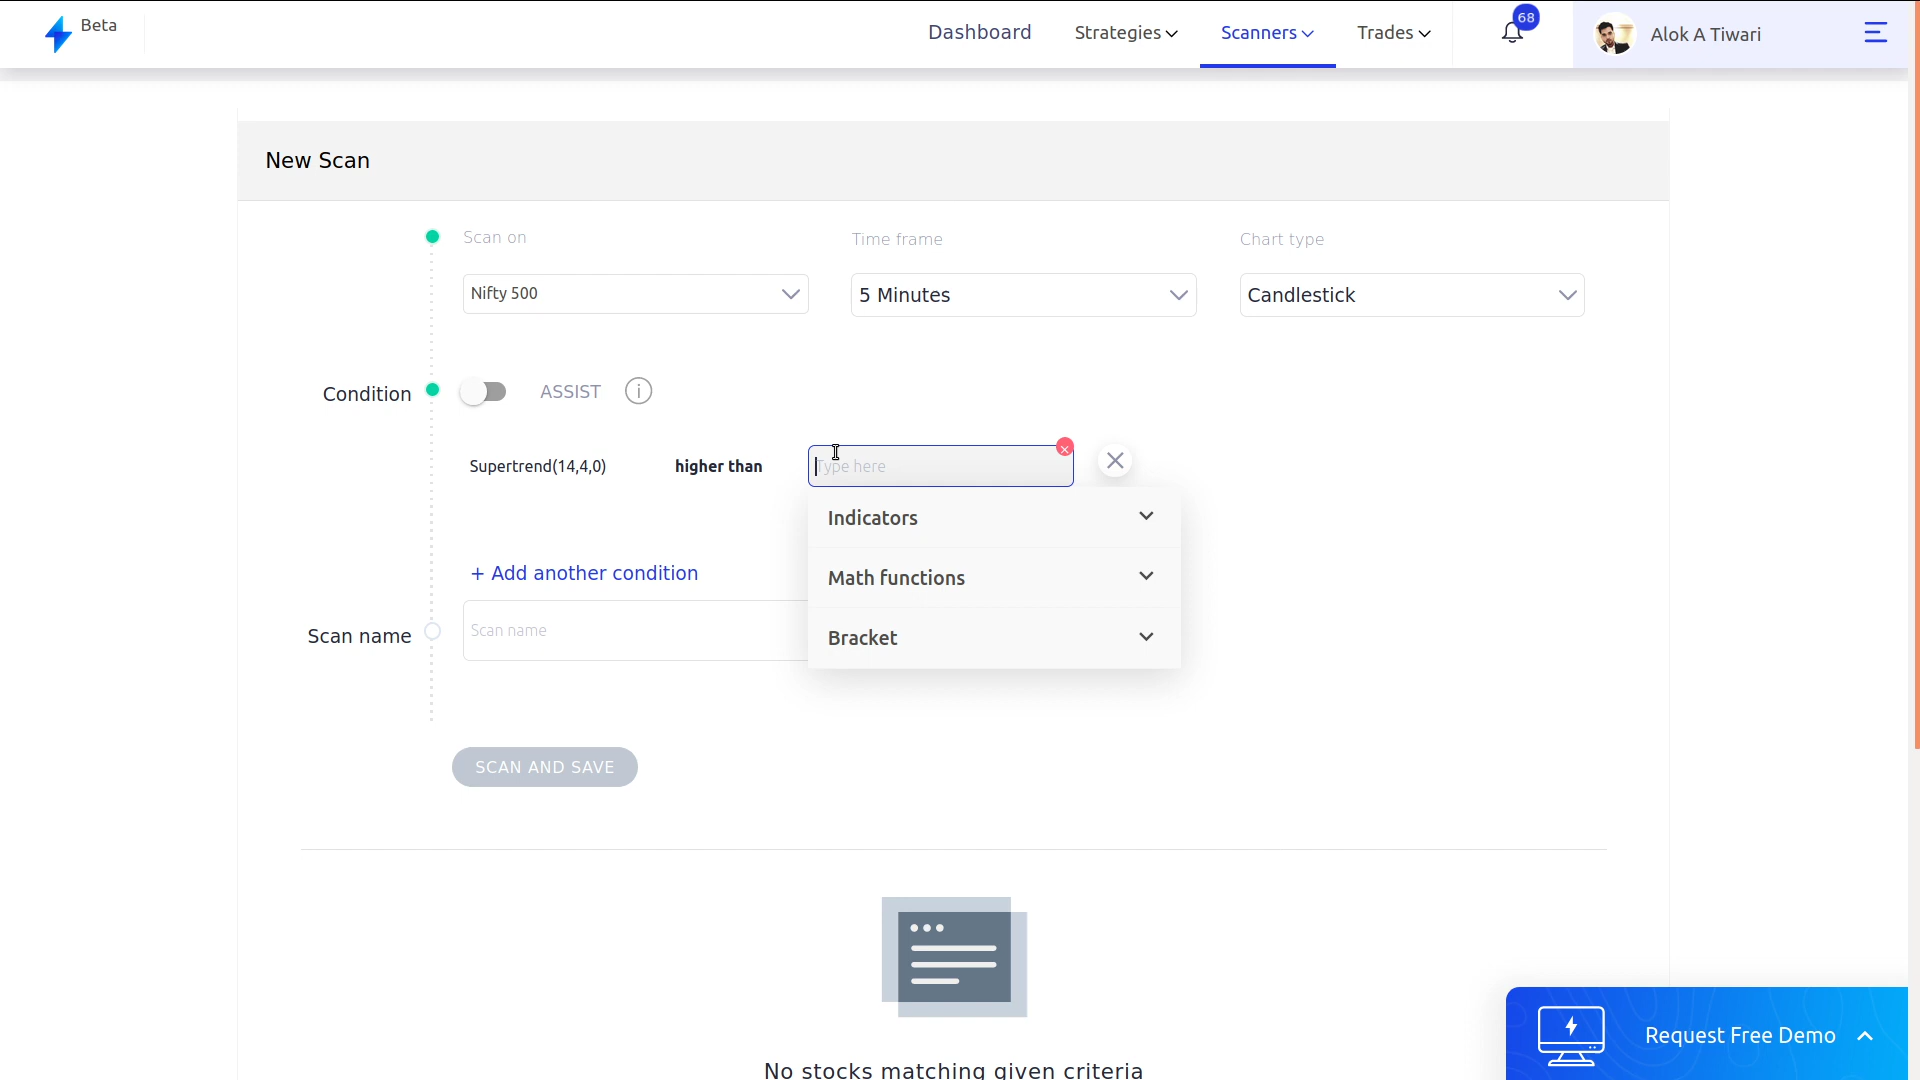 Beta
Dashboard
Strategies
Scanners
Trades
68
Alok A Tiwari
New Scan
Scan on
Time frame
Chart type
Nifty 500
5 Minutes
Candlestick
Condition
ASSIST
i
Supertrend(14,4,0)
higher than
Type here
Indicators
Math functions
Bracket
+ Add another condition
Scan name
Scan name
SCAN AND SAVE
No stocks matching given criteria
Request Free Demo